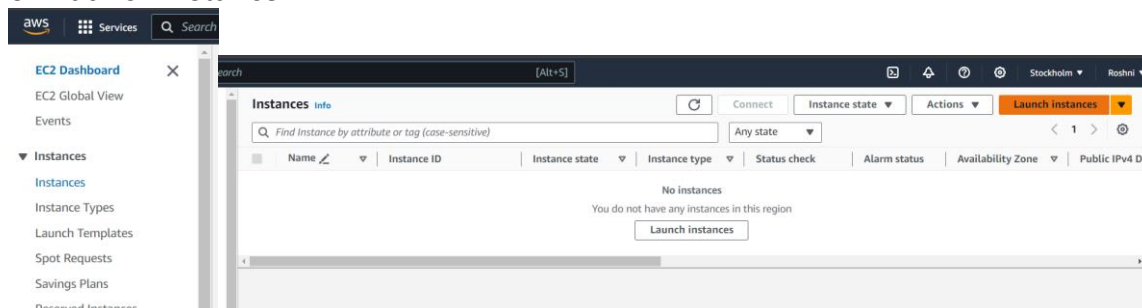 aws
Services
Search
EC2 Dashboard
EC2 Global View
Events
Instances
Instances
Instance Types
Launch Templates
Spot Requests
Savings Plans
earch
[Alt+5]
Stockholm
Roshni
Instances Info
Connect
Instance state
Actions
Launch instances
Find Instance by attribute or tag (case-sensitive)
Any state
1
Name
Instance ID
Instance state
Instance type
Status check
Alarm status
Availability Zone
Public IPv4 D
No instances
You do not have any instances in this region
Launch instances